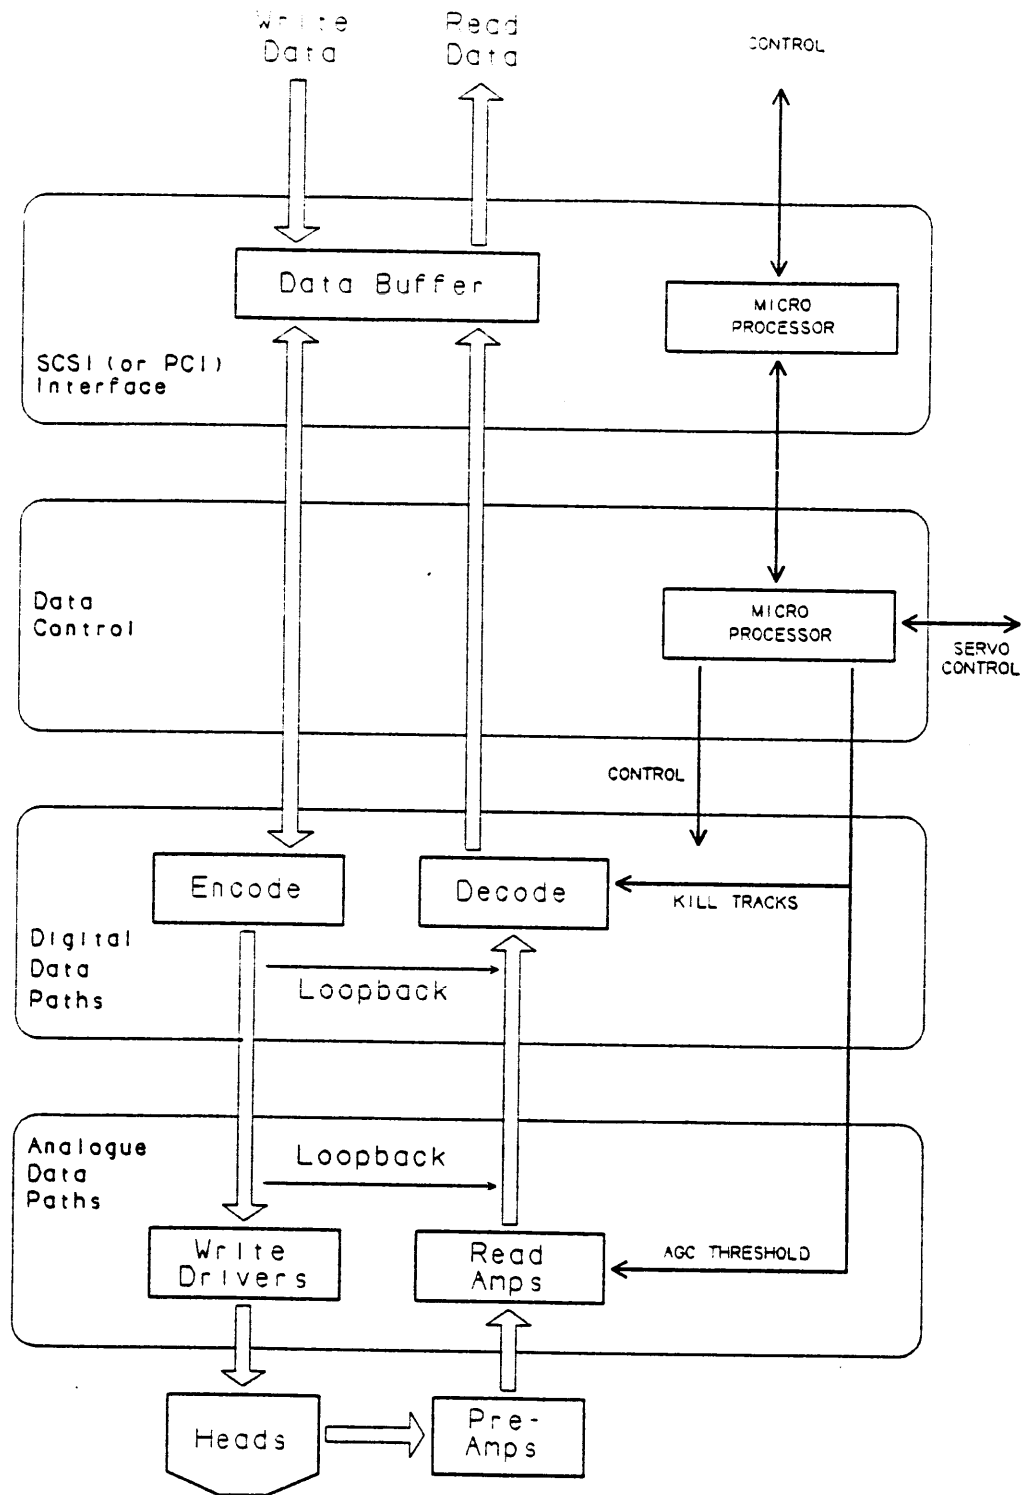 Write
Data
Read
Data
CONTROL
Data Buffer
MICRO
PROCESSOR
SCSI (or PCI)
Interface
Data
Control
MICRO
PROCESSOR
SERVO
CONTROL
CONTROL
Encode
Decode
KILL TRACKS
Digital
Data
Paths
Loopback
Analogue
Data
Paths
Loopback
Write
Drivers
Read
Amps
AGC THRESHOLD
Heads
Pre-
Amps